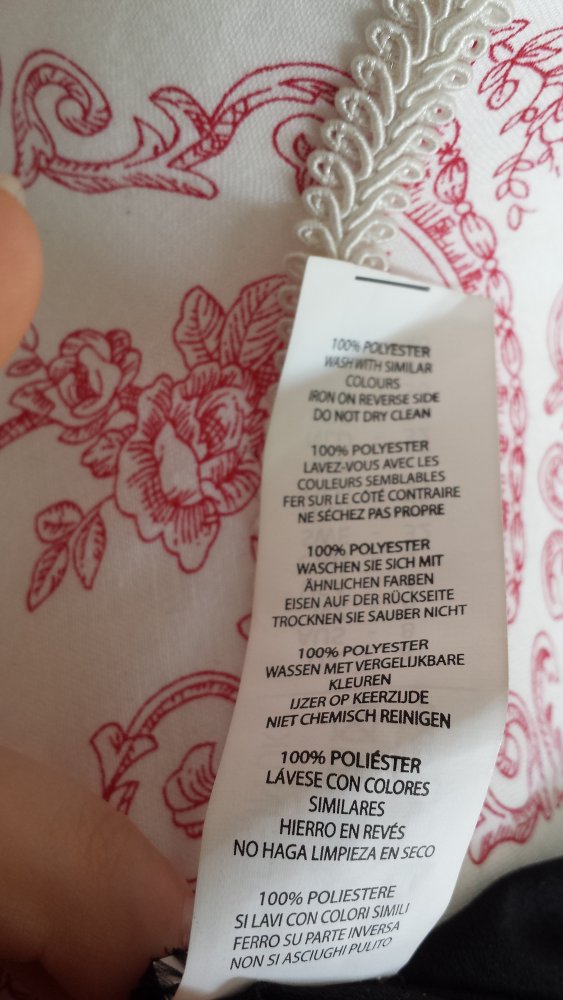 100% POLYESTER
WASH WITH SIMILAR
COLOURS
IRON ON REVERSE SIDE
DO NOT DRY CLEAN
100% POLYESTER
LAVEZ-VOUS AVEC LES
COULEURS SEMBLABLES
FER SUR LE CÔTÉ CONTRAIRE
NE SÉCHEZ PAS PROPRE
100% POLYESTER
WASCHEN SIE SICH MIT
ÄHNLICHEN FARBEN
EISEN AUF DER RÜCKSEITE
TROCKNEN SIE SAUBER NICHT
100% POLYESTER
WASSEN MET VERGELIJKBARE
KLEUREN
IJZER OP KEERZIJDE
NIET CHEMISCH REINIGEN
100% POLIÉSTER
LÁVESE CON COLORES
SIMILARES
HIERRO EN REVÉS
NO HAGA LIMPIEZA EN SECO
100% POLIESTERE
SI LAVI CON COLORI SIMILI
FERRO SU PARTE INVERSA
NON SI ASCIUGHI PULITO